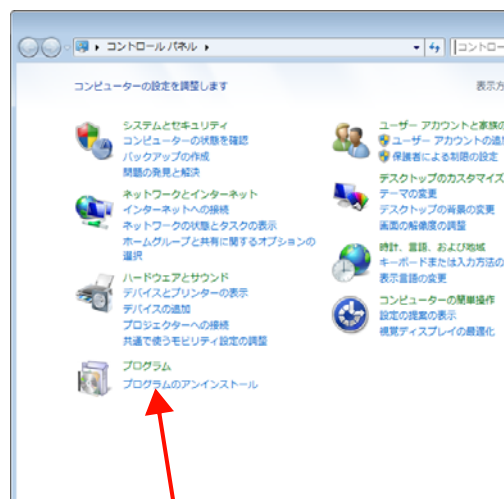 コントロール パネル
コントロー
コンピューターの設定を調整します
表示方
システムとセキュリティ
コンピューターの状態を確認
バックアップの作成
問題の発見と解決
ネットワークとインターネット
インターネットへの接続
ネットワークの状態とタスクの表示
ホームグループと共有に関するオプションの
選択
ハードウェアとサウンド
デバイスとプリンターの表示
デバイスの追加
プロジェクターへの接続
共通で使うモビリティ設定の調整
プログラム
プログラムのアンインストール
ユーザー アカウントと家族の
ユーザー アカウントの追加
保護者による制限の設定
デスクトップのカスタマイズ
テーマの変更
デスクトップの背景の変更
画面の解像度の調整
時計、言語、および地域
キーボードまたは入力方法の
表示言語の変更
コンピューターの簡単操作
設定の提案の表示
視覚ディスプレイの最適化